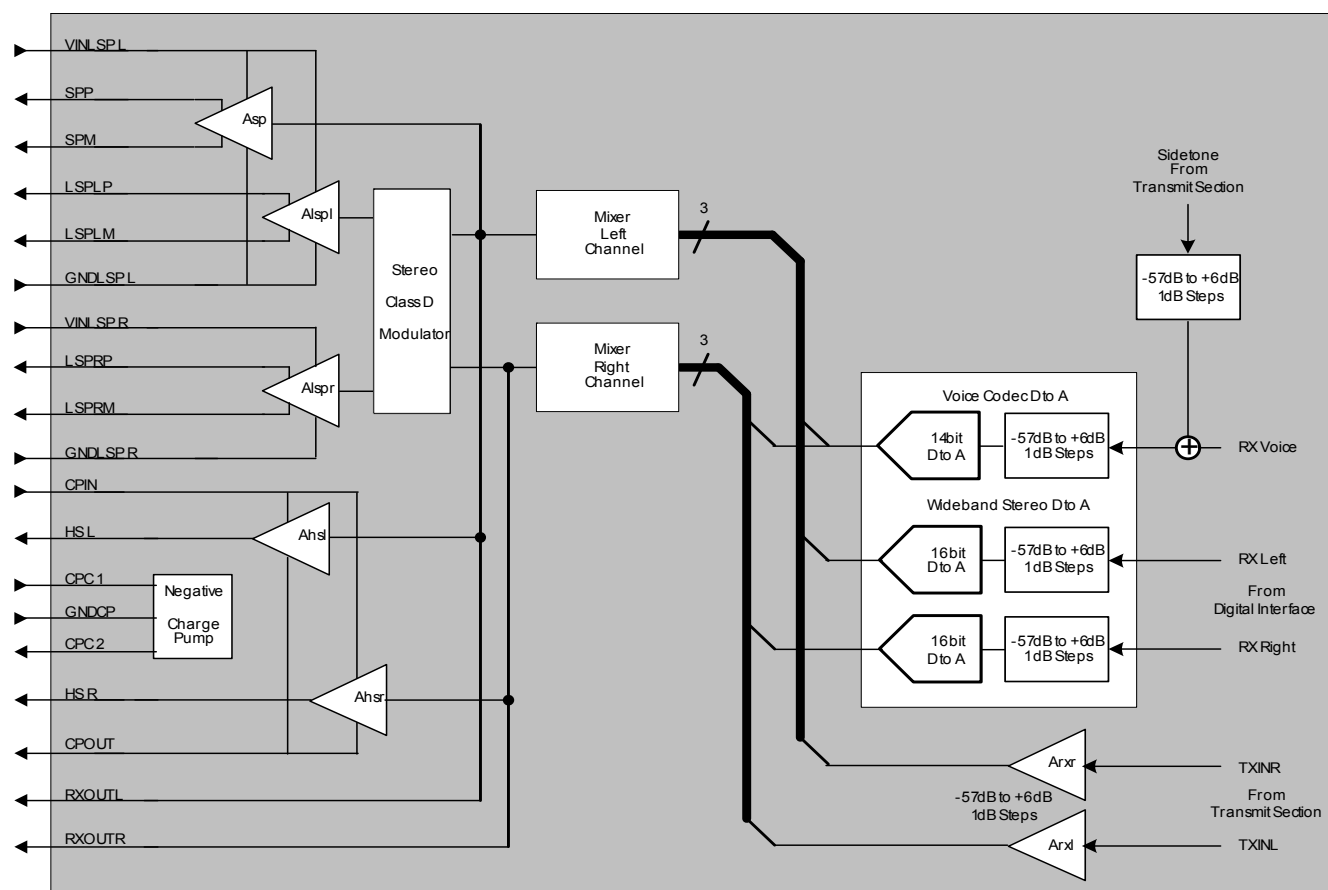 VINLSPL
SPP
Asp
SPM
LSPLP
Alspl
LSPLM
GNDLSPL
VINLSPR
LSPRP
Alspr
LSPRM
GNDLSPR
CPIN
HSL
Ahsl
CPC1
GNDCP
CPC2
Negative
Charge
Pump
HSR
Ahsr
CPOUT
RXOUTL
RXOUTR
Stereo
Class D
Modulator
Mixer
Left
Channel
3
Mixer
Right
Channel
3
Sidetone
From
Transmit Section
-57dB to +6dB
1dB Steps
Voice Codec D to A
14bit
D to A
-57dB to +6dB
1dB Steps
+
RX Voice
Wideband Stereo D to A
16bit
D to A
-57dB to +6dB
1dB Steps
RX Left
From
Digital Interface
16bit
D to A
-57dB to +6dB
1dB Steps
RX Right
Arxr
TXINR
-57dB to +6dB
1dB Steps
From
Transmit Section
Arxl
TXINL